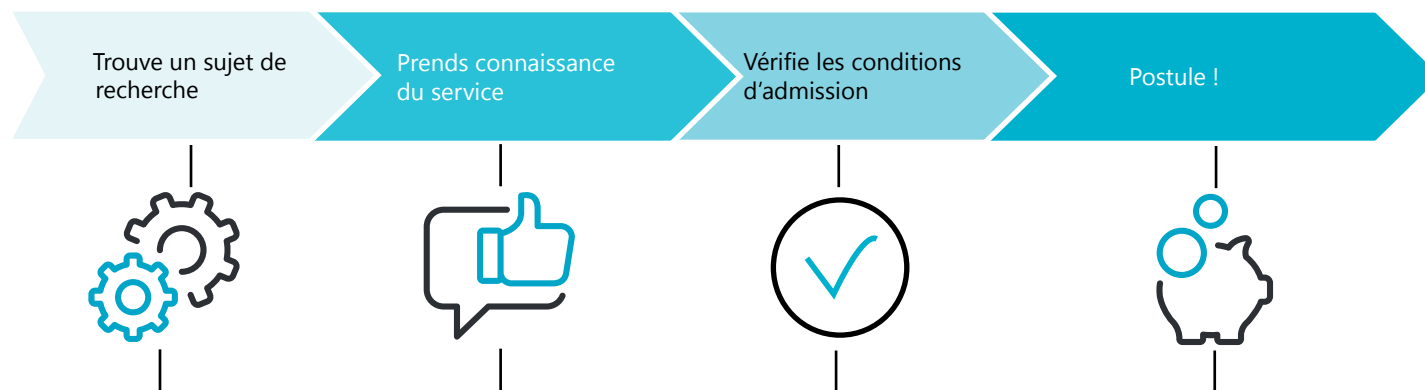 Trouve un sujet de
recherche
Prends connaissance
du service
Vérifie les conditions
d'admission
Postule !